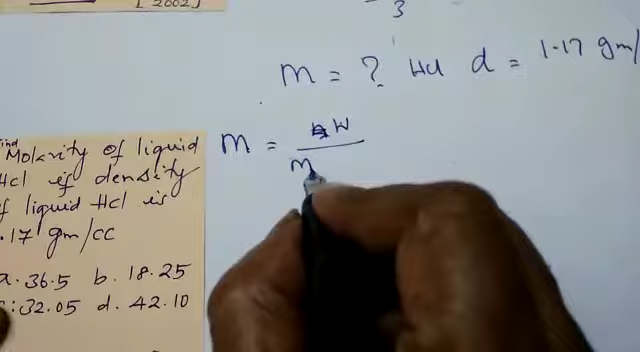 [2002]
3
M = ? HCl d = 1.17 gm/
M = W
m
Find
Molarity of liquid
HCl if density
of liquid HCl is
.17 gm/CC
a. 36.5 b. 18.25
c: 32.05 d. 42.10